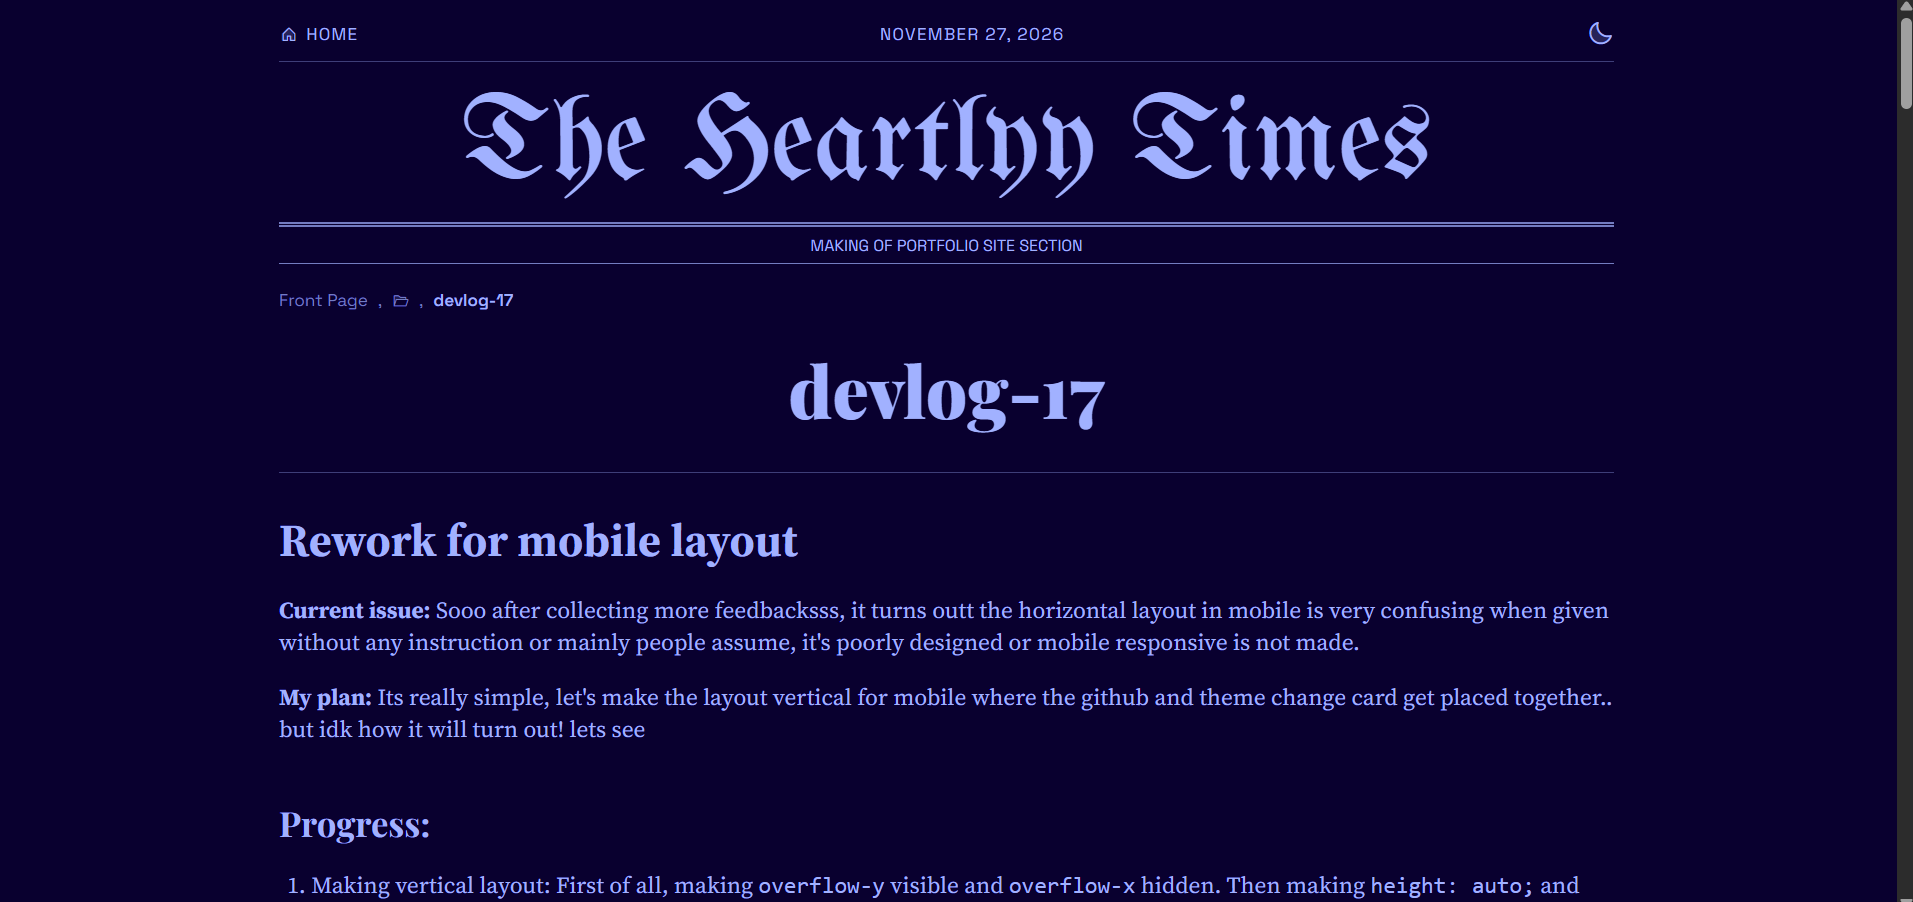 HOME
NOVEMBER 27, 2026
The Heartlyy Times
MAKING OF PORTFOLIO SITE SECTION
Front Page , , devlog-17
devlog-17
Rework for mobile layout
Current issue: Sooo after collecting more feedbacksss, it turns outt the horizontal layout in mobile is very confusing when given
without any instruction or mainly people assume, it's poorly designed or mobile responsive is not made.
My plan: Its really simple, let's make the layout vertical for mobile where the github and theme change card get placed together..
but idk how it will turn out! lets see
Progress:
1. Making vertical layout: First of all, making overflow-y visible and overflow-x hidden. Then making height: auto; and